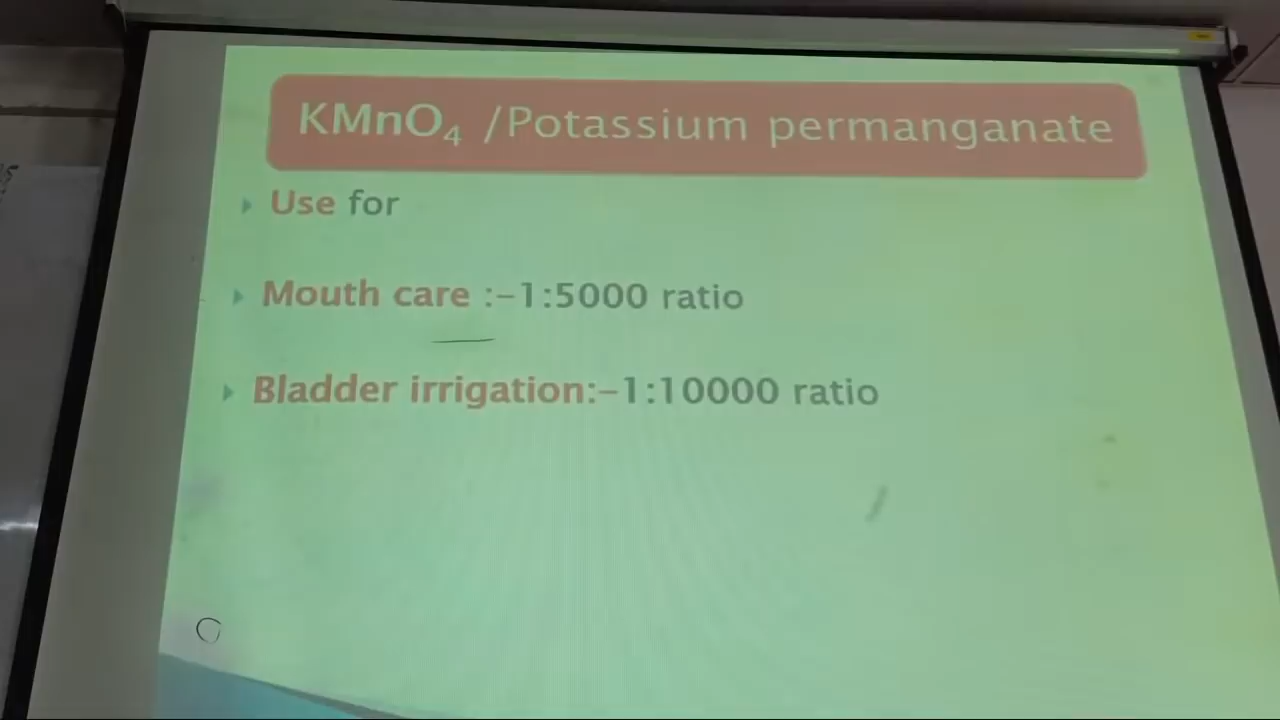 KMnO₄ /Potassium permanganate
Use for
Mouth care :–1:5000 ratio
Bladder irrigation:–1:10000 ratio